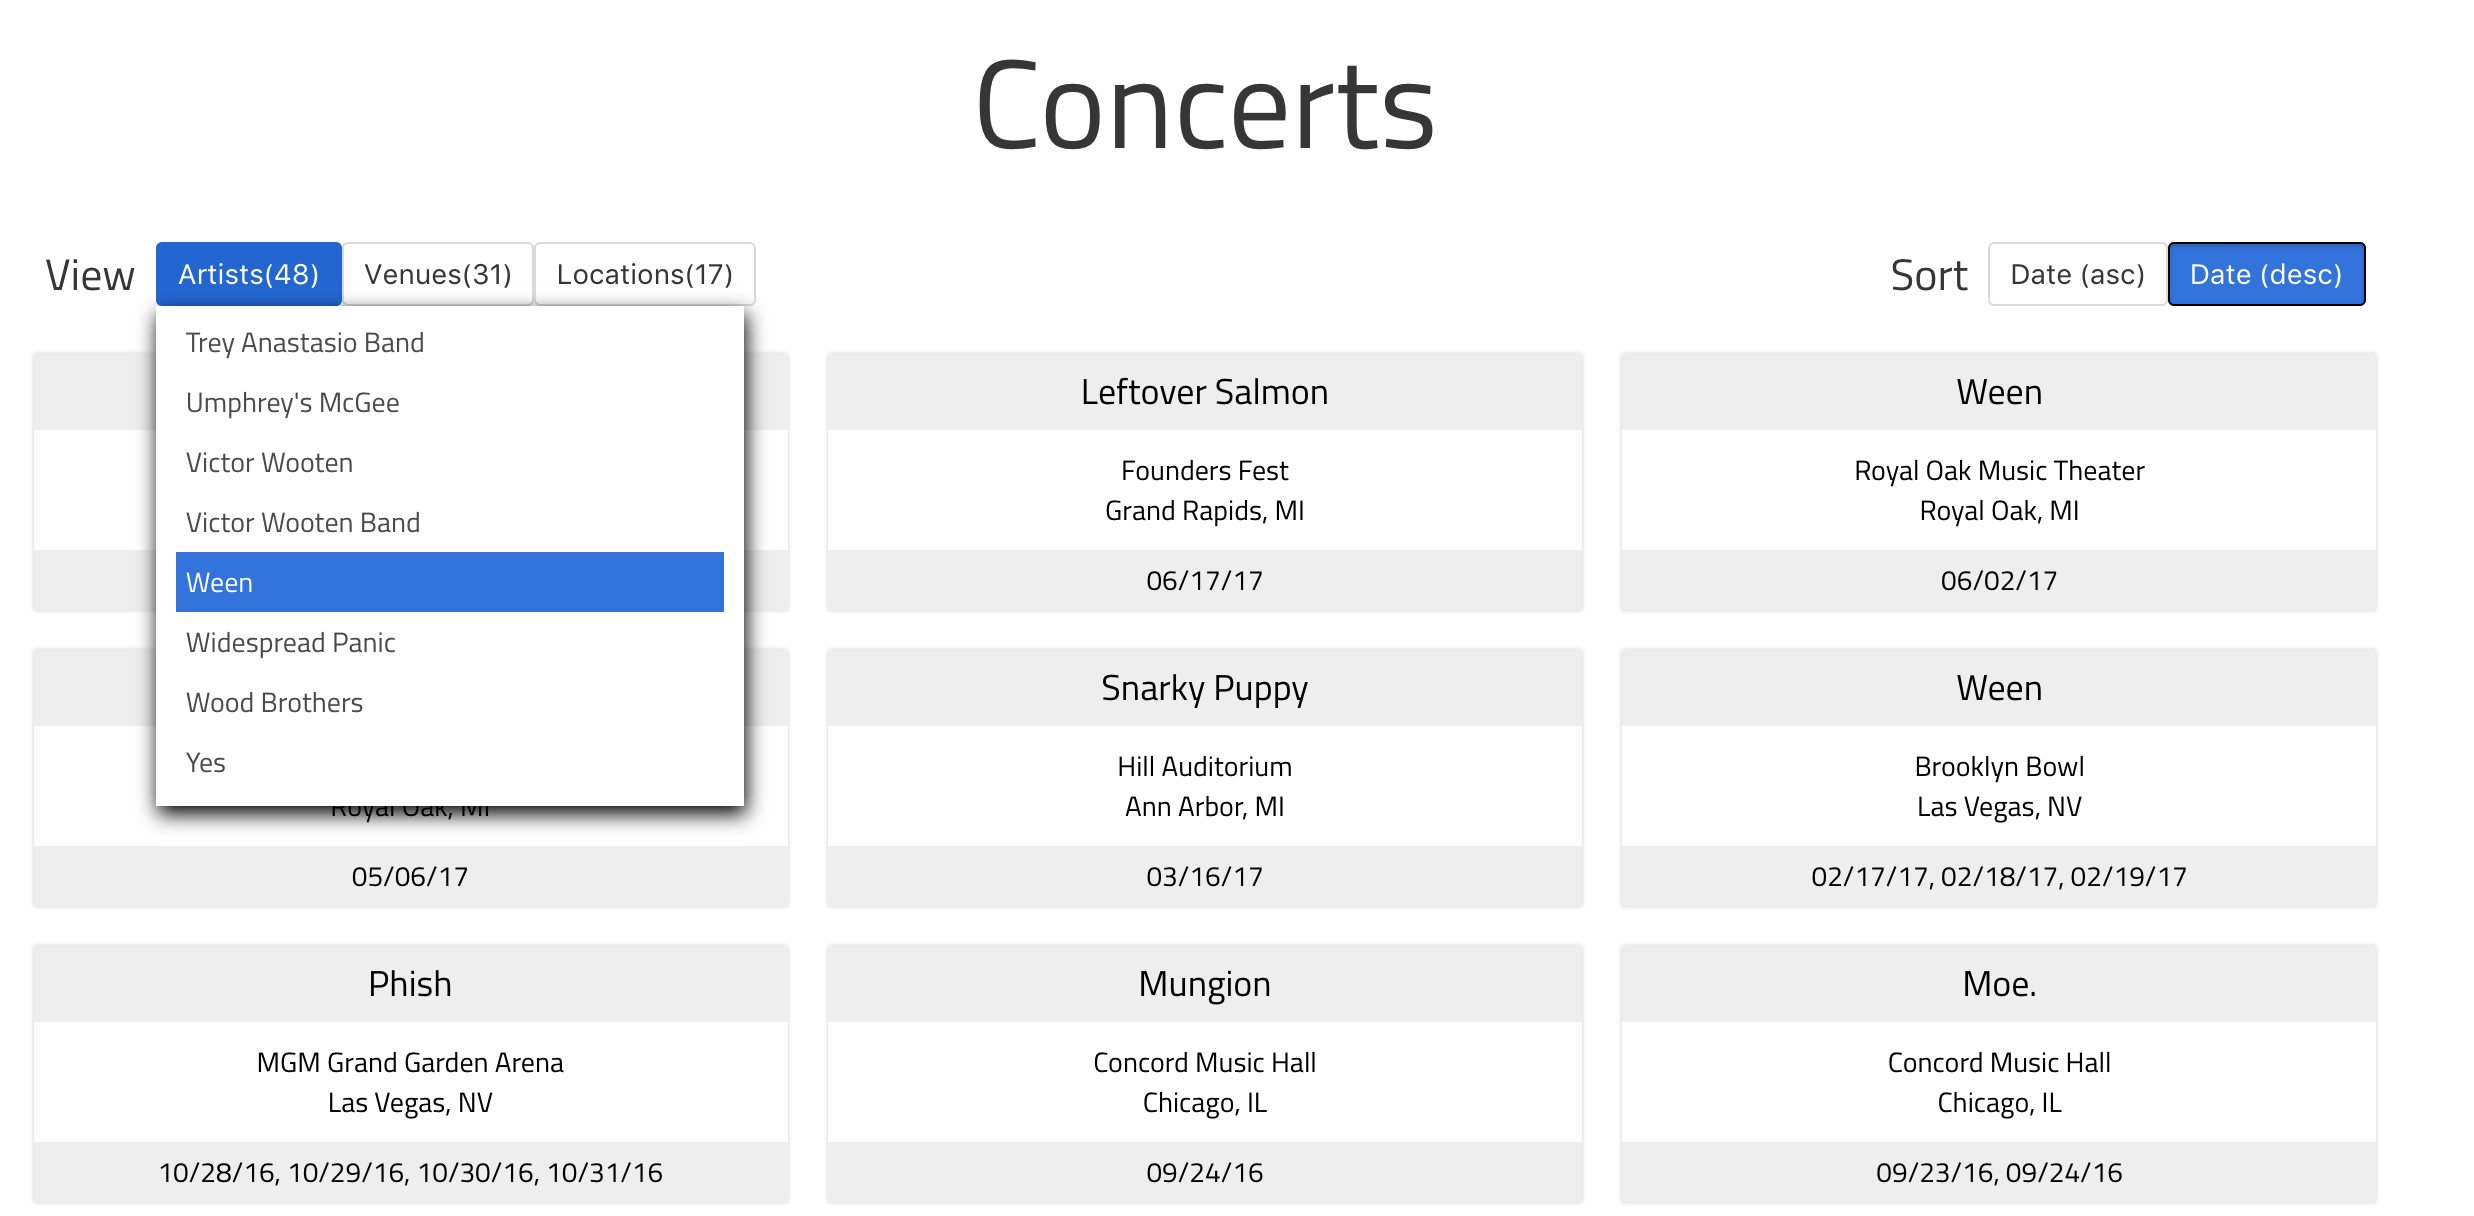 Concerts
View Artists(48) Venues(31) Locations(17) Sort Date (asc) Date (desc)
Trey Anastasio Band
Umphrey's McGee
Victor Wooten
Victor Wooten Band
Ween
Widespread Panic
Wood Brothers
Yes
Leftover Salmon
Founders Fest
Grand Rapids, MI
06/17/17
Ween
Royal Oak Music Theater
Royal Oak, MI
06/02/17
Royal Oak, MI
05/06/17
Snarky Puppy
Hill Auditorium
Ann Arbor, MI
03/16/17
Ween
Brooklyn Bowl
Las Vegas, NV
02/17/17, 02/18/17, 02/19/17
Phish
MGM Grand Garden Arena
Las Vegas, NV
10/28/16, 10/29/16, 10/30/16, 10/31/16
Mungion
Concord Music Hall
Chicago, IL
09/24/16
Moe.
Concord Music Hall
Chicago, IL
09/23/16, 09/24/16